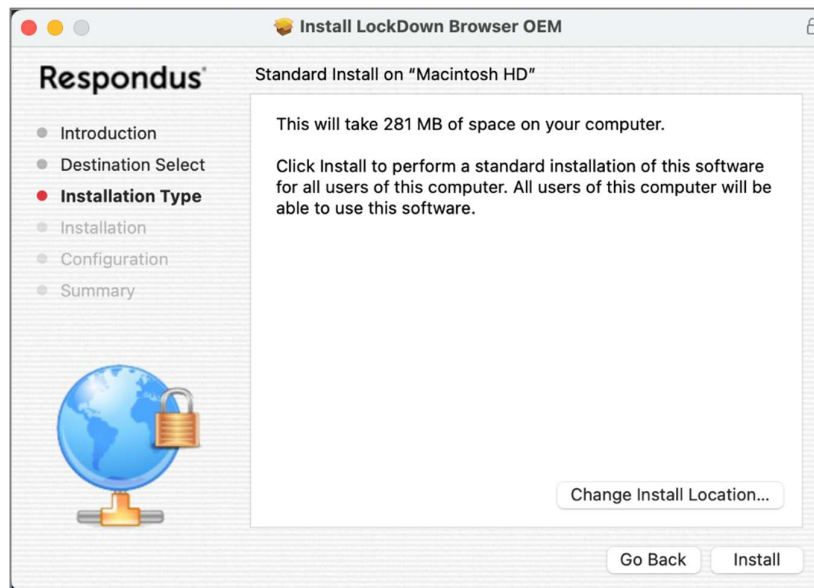 Install LockDown Browser OEM
Respondus
Standard Install on “Macintosh HD”
Introduction
Destination Select
Installation Type
Installation
Configuration
Summary
This will take 281 MB of space on your computer.
Click Install to perform a standard installation of this software
for all users of this computer. All users of this computer will be
able to use this software.
Change Install Location...
Go Back
Install